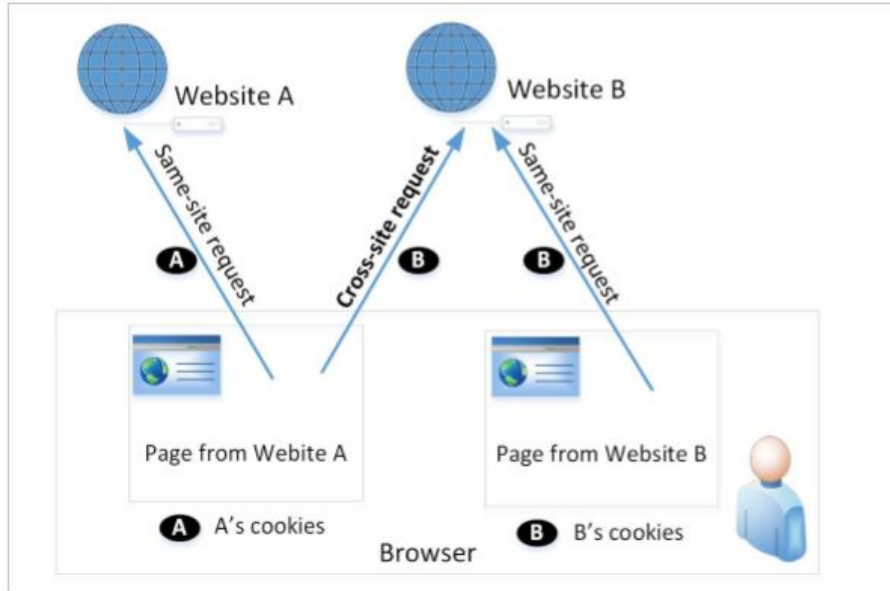 Website A
Website B
Same-site request
Cross-site request
Same-site request
A
B
B
Page from Webite A
Page from Website B
A A's cookies
B B's cookies
Browser